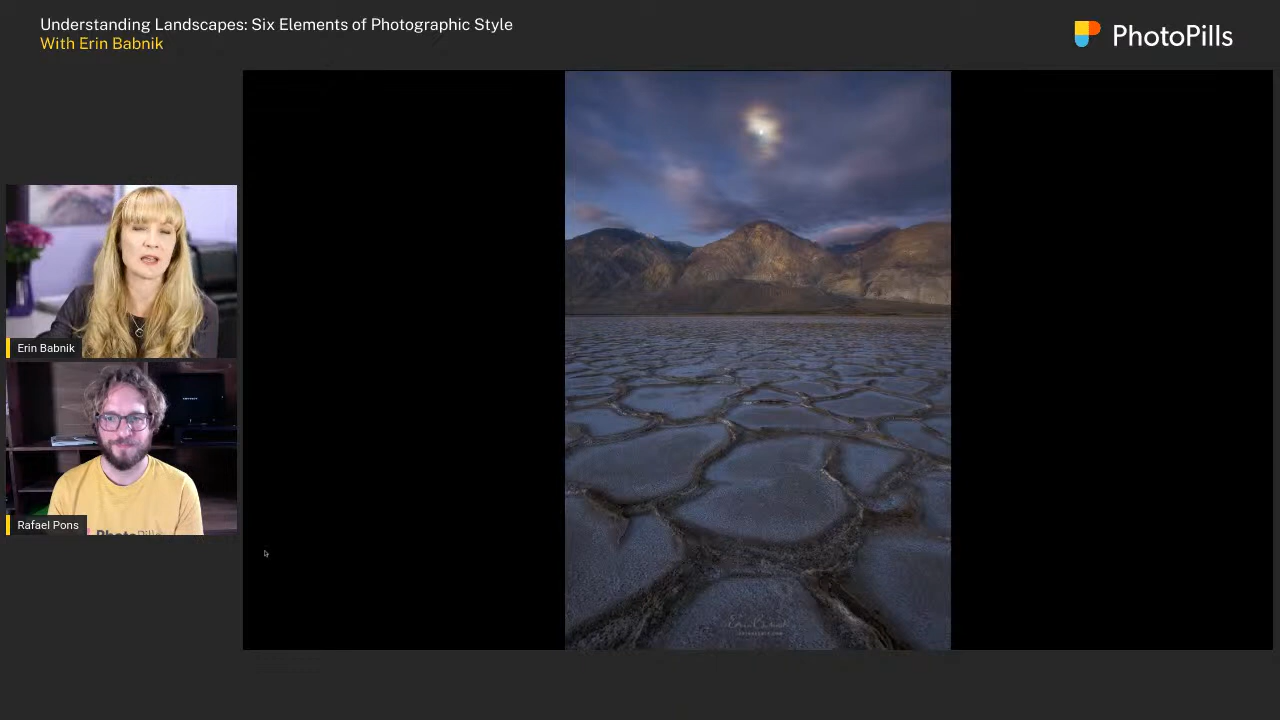 Understanding Landscapes: Six Elements of Photographic Style
With Erin Babnik
PhotoPills
Erin Babnik
Rafael Pons